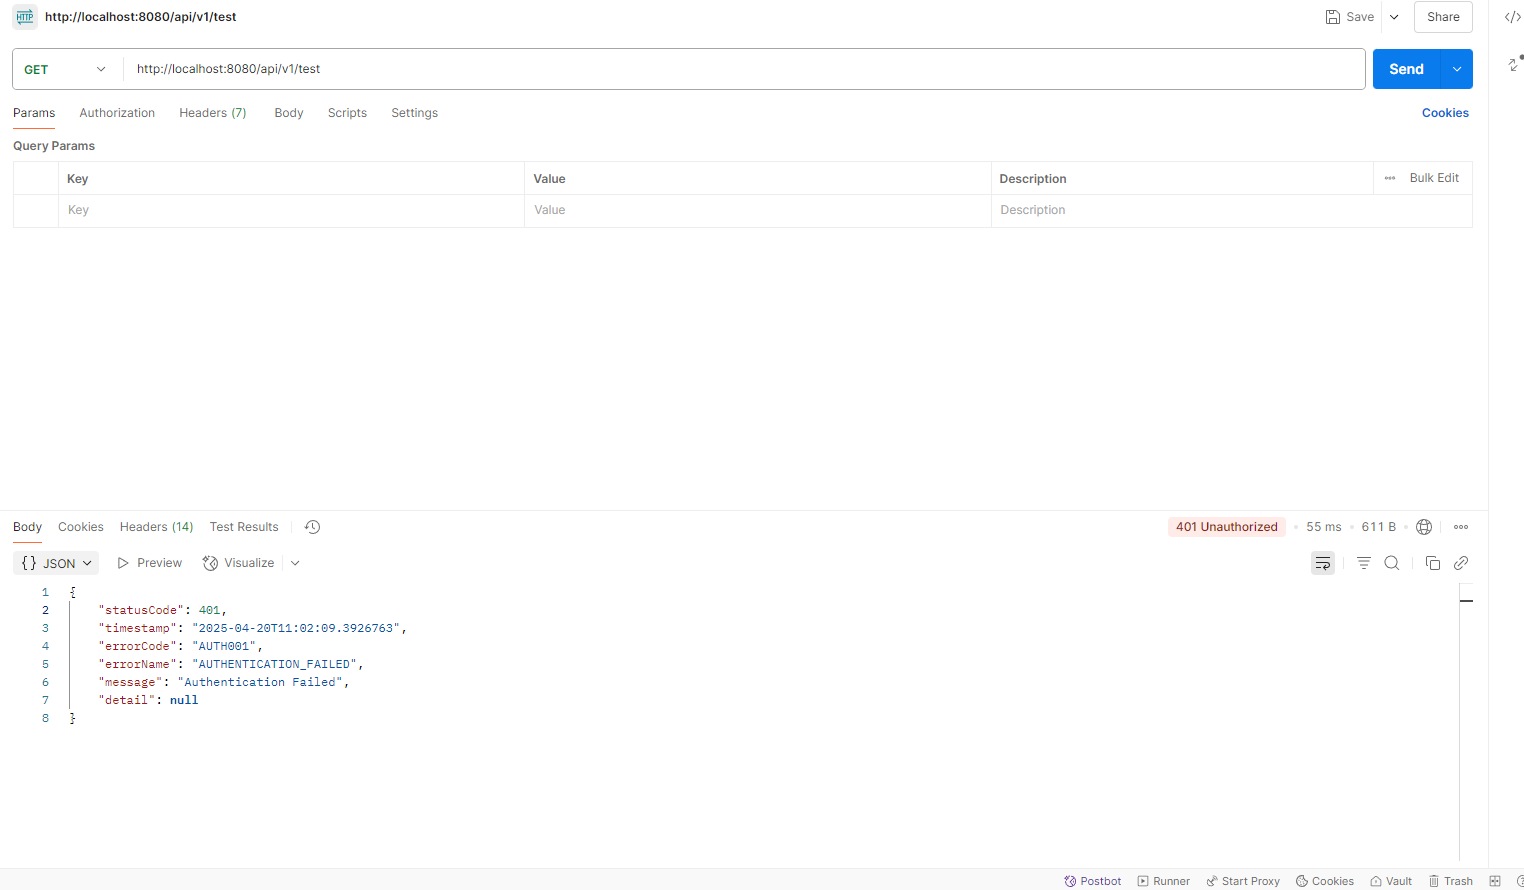 HTTP http://localhost:8080/api/v1/test Save Share
GET http://localhost:8080/api/v1/test Send
Params Authorization Headers (7) Body Scripts Settings Cookies
Query Params
Key Value Description Bulk Edit
Key Value Description
Body Cookies Headers (14) Test Results 401 Unauthorized 55 ms 611 B
{} JSON Preview Visualize
1 {
2 "statusCode": 401,
3 "timestamp": "2025-04-20T11:02:09.3926763",
4 "errorCode": "AUTH001",
5 "errorName": "AUTHENTICATION_FAILED",
6 "message": "Authentication Failed",
7 "detail": null
8 }
Postbot Runner Start Proxy Cookies Vault Trash